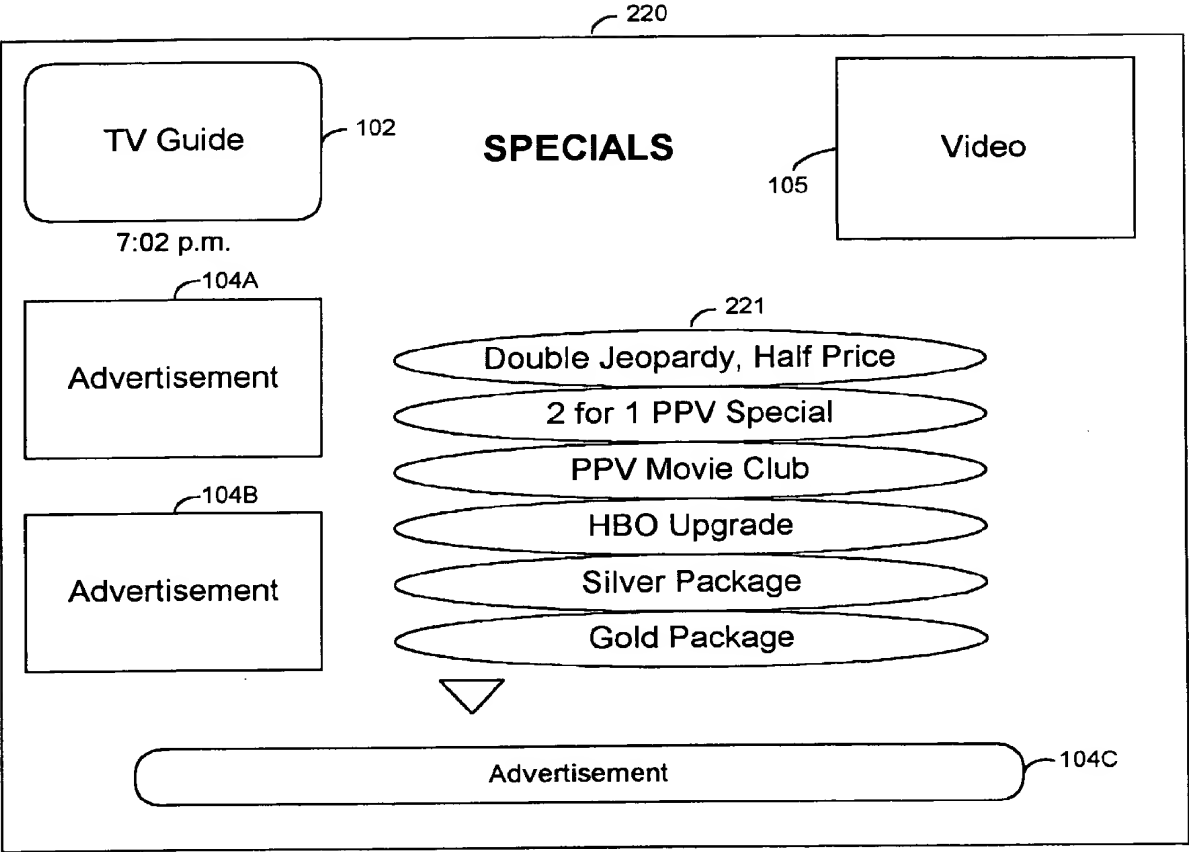 220
TV Guide
102
SPECIALS
Video
105
7:02 p.m.
104A
Advertisement
221
Double Jeopardy, Half Price
2 for 1 PPV Special
PPV Movie Club
104B
HBO Upgrade
Advertisement
Silver Package
Gold Package
Advertisement
104C